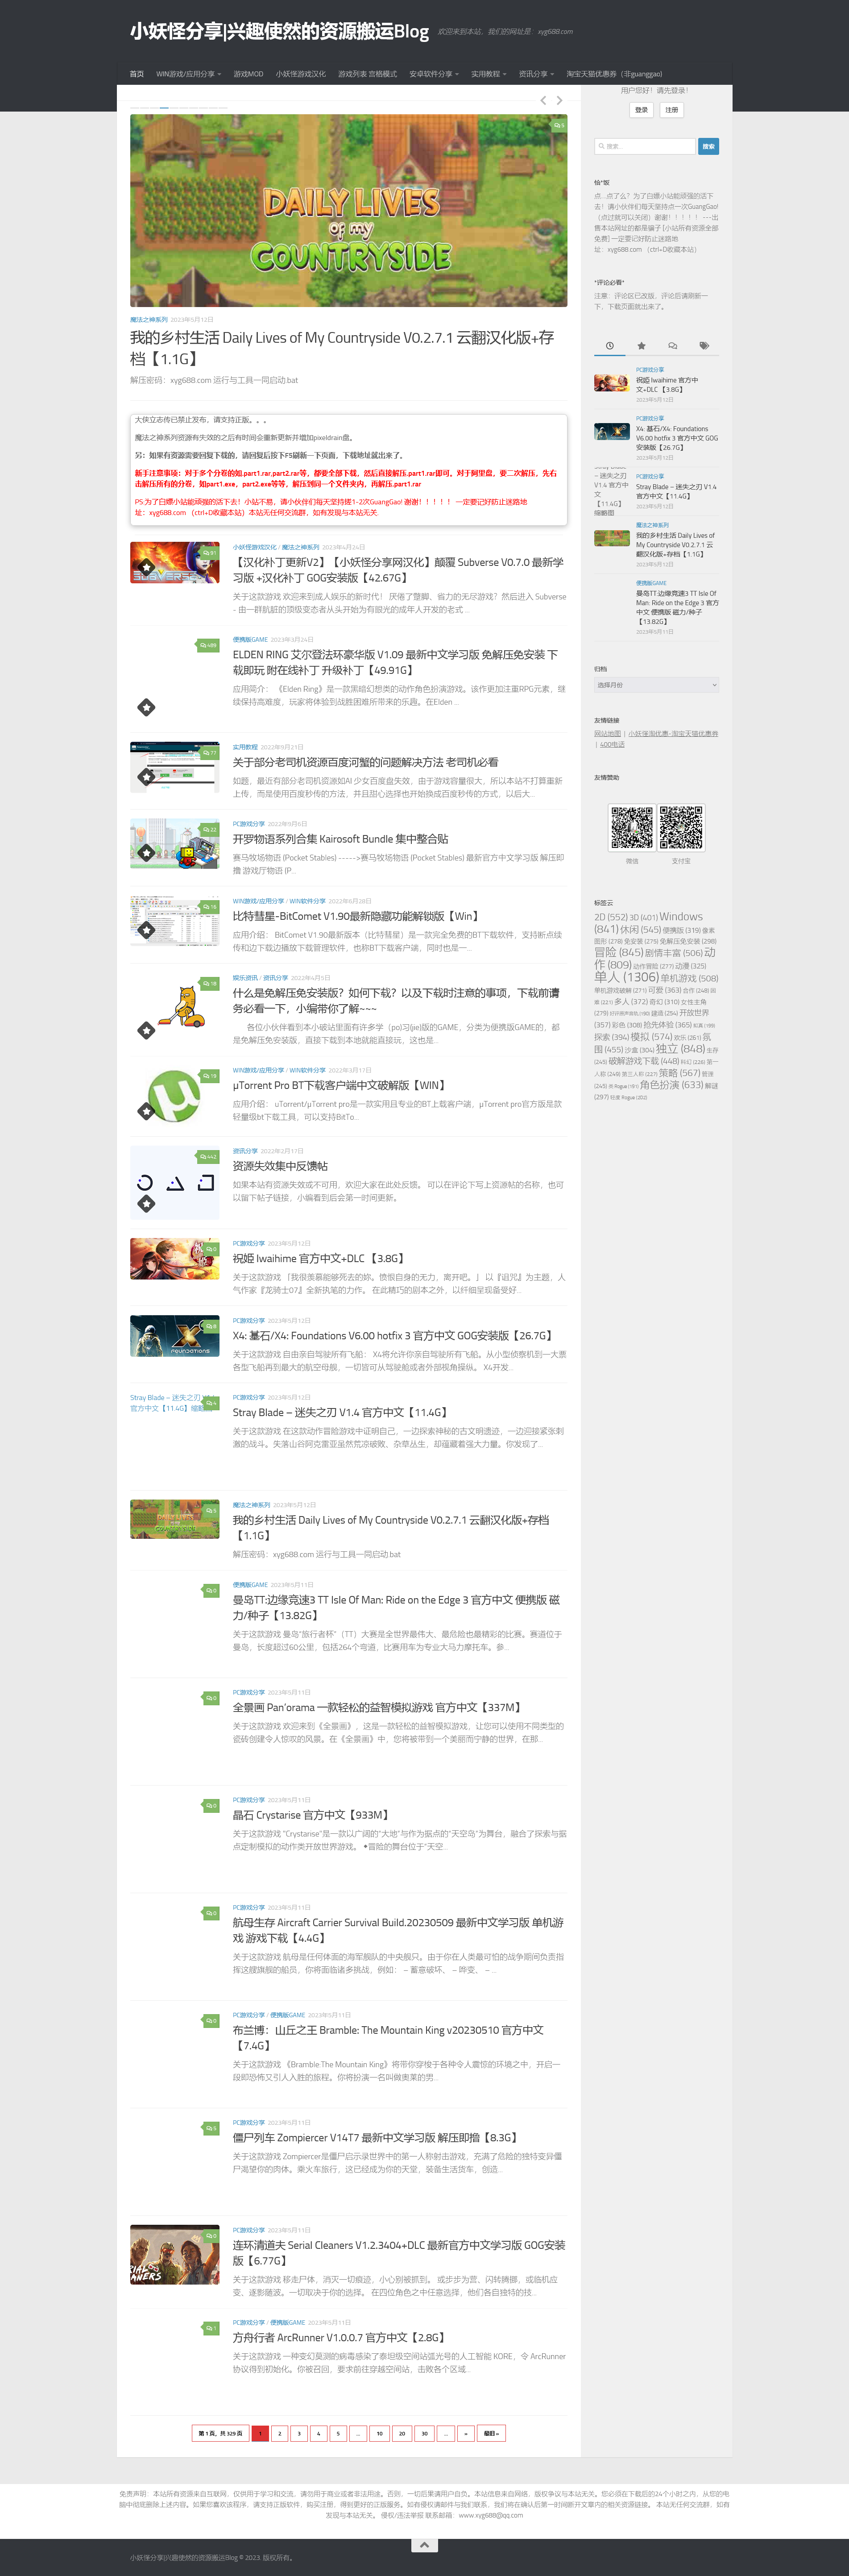 小妖怪分享|兴趣使然的资源搬运Blog
欢迎来到本站，我们的网址是：xyg688.com
首页 WIN游戏/应用分享 游戏MOD 小妖怪游戏汉化 游戏列表 宫格模式 安卓软件分享 实用教程 资讯分享 淘宝天猫优惠券（非guanggao)
5
DAILY LIVES of MY COUNTRYSIDE
魔法之神系列 2023年5月12日
我的乡村生活 Daily Lives of My Countryside V0.2.7.1 云翻汉化版+存档【1.1G】
解压密码：xyg688.com 运行与工具一同启动.bat
大侠立志传已禁止发布，请支持正版。。。
魔法之神系列资源有失效的之后有时间会重新更新并增加pixeldrain盘。
另：如果有资源需要回复下载的，请回复后按下F5刷新一下页面，下载地址就出来了。
新手注意事项：对于多个分卷的如.part1.rar,part2.rar等，都要全部下载，然后直接解压.part1.rar即可，对于阿里盘，要二次解压，先右
去解压所有的分卷，如part1.exe，part2.exe等等，解压到同一个文件夹内，再解压.part1.rar
PS:为了白嫖小站能顽强的活下去！小站不易，请小伙伴们每天坚持搓1-2次GuangGao! 谢谢！！！！！ 一定要记好防止迷路地
址：xyg688.com （ctrl+D收藏本站）本站无任何交流群，如有发现与本站无关.
91
小妖怪游戏汉化 / 魔法之神系列 2023年4月24日
【汉化补丁更新V2】【小妖怪分享网汉化】颠覆 Subverse V0.7.0 最新学习版 +汉化补丁 GOG安装版【42.67G】
关于这款游戏 欢迎来到成人娱乐的新时代！ 厌倦了蹩脚、省力的无尽游戏？然后进入 Subverse - 由一群肮脏的顶级变态者从头开始为有眼光的成年人开发的老式...
489
便携版GAME 2023年3月24日
ELDEN RING 艾尔登法环豪华版 V1.09 最新中文学习版 免解压免安装 下载即玩 附在线补丁 升级补丁【49.91G】
应用简介： 《Elden Ring》是一款黑暗幻想类的动作角色扮演游戏。该作更加注重RPG元素，继续保持高难度，玩家将体验到战胜困难所带来的乐趣。在Elden ...
77
实用教程 2022年9月21日
关于部分老司机资源百度河蟹的问题解决方法 老司机必看
如题，最近有部分老司机资源如AI 少女百度盘失效，由于游戏容量很大，所以本站不打算重新上传，而是使用百度秒传的方法，并且甜心选择也开始换成百度秒传的方式，以后大...
22
PC游戏分享 2022年9月6日
开罗物语系列合集 Kairosoft Bundle 集中整合贴
赛马牧场物语 (Pocket Stables) ----->赛马牧场物语 (Pocket Stables) 最新官方中文学习版 解压即撸 游戏厅物语 (P...
16
WIN游戏/应用分享 / WIN软件分享 2022年8月28日
比特彗星-BitComet V1.90最新隐藏功能解锁版【Win】
应用介绍： BitComet V1.90最新版本（比特彗星）是一款完全免费的BT下载软件，支持断点续传和边下载边播放下载管理软件，也称BT下载客户端，同时也是一...
18
娱乐资讯 / 资讯分享 2022年4月5日
什么是免解压免安装版？如何下载？以及下载时注意的事项，下载前请务必看一下，小编带你了解~~~
各位小伙伴看到本小站破站里面有许多婆(po)习(jie)版的游戏，分类为便携版GAME的，都是免解压免安装，直接下载到本地就能直接玩，这也是...
19
WIN游戏/应用分享 / WIN软件分享 2022年3月17日
μTorrent Pro BT下载客户端中文破解版【WIN】
应用介绍： uTorrent/μTorrent pro是一款实用且专业的BT上载客户端，μTorrent pro官方版是款轻量级bt下载工具，可以支持BitTo...
442
资讯分享 2022年2月17日
资源失效集中反馈帖
如果本站有资源失效或不可用，欢迎大家在此处反馈。 可以在评论下写上资源帖的名称，也可以留下帖子链接，小编看到后会第一时间更新。
0
PC游戏分享 2023年5月12日
祝姬 Iwaihime 官方中文+DLC 【3.8G】
关于这款游戏 「我很羡慕能够死去的妳。愤恨自身的无力，离开吧。」 以『诅咒』为主题，人气作家『龙骑士07』全新执笔的力作。 在此精巧的剧本之外，以纤细呈现备受好...
8
PC游戏分享 2023年5月12日
X4: 基石/X4: Foundations V6.00 hotfix 3 官方中文 GOG安装版【26.7G】
关于这款游戏 自由亲自驾驶所有飞船： X4将允许你亲自驾驶所有飞船。从小型侦察机到一大票各型飞船再到最大的航空母舰，一切皆可从驾驶舱或者外部视角操纵。 X4开发...
4
PC游戏分享 2023年5月12日
Stray Blade – 迷失之刃 V1.4 官方中文【11.4G】
关于这款游戏 在这款动作冒险游戏中证明自己，一边探索神秘的古文明遗迹，一边迎接紧张刺激的战斗。失落山谷阿克雷亚虽然荒凉破败、杂草丛生，却蕴藏着强大力量。你发现了...
5
魔法之神系列 2023年5月12日
我的乡村生活 Daily Lives of My Countryside V0.2.7.1 云翻汉化版+存档【1.1G】
解压密码：xyg688.com 运行与工具一同启动.bat
0
便携版GAME 2023年5月11日
曼岛TT:边缘竞速3 TT Isle Of Man: Ride on the Edge 3 官方中文 便携版 磁力/种子【13.82G】
关于这款游戏 曼岛“旅行者杯”（TT）大赛是全世界最伟大、最危险也最精彩的比赛。赛道位于曼岛，长度超过60公里，包括264个弯道，比赛用车为专业大马力摩托车。参...
0
PC游戏分享 2023年5月11日
全景画 Pan’orama 一款轻松的益智模拟游戏 官方中文【337M】
关于这款游戏 欢迎来到《全景画》，这是一款轻松的益智模拟游戏，让您可以使用不同类型的瓷砖创建令人惊叹的风景。在《全景画》中，您将被带到一个美丽而宁静的世界，在那...
0
PC游戏分享 2023年5月11日
晶石 Crystarise 官方中文【933M】
关于这款游戏 "Crystarise"是一款以广阔的"大地"与作为据点的"天空岛"为舞台，融合了探索与据点定制模拟的动作类开放世界游戏。 ◆冒险的舞台位于"天空...
0
PC游戏分享 2023年5月11日
航母生存 Aircraft Carrier Survival Build.20230509 最新中文学习版 单机游戏 游戏下载【4.4G】
关于这款游戏 航母是任何体面的海军舰队的中央舰只。由于你在人类最可怕的战争期间负责指挥这艘旗舰的船员，你将面临诸多挑战，例如： – 蓄意破坏、 – 哗变、 – ...
0
PC游戏分享 / 便携版GAME 2023年5月11日
布兰博：山丘之王 Bramble: The Mountain King v20230510 官方中文【7.4G】
关于这款游戏 《Bramble:The Mountain King》将带你穿梭于各种令人震惊的环境之中，开启一段即恐怖又引人入胜的旅程。你将扮演一名叫做奥莱的男...
5
PC游戏分享 2023年5月11日
僵尸列车 Zompiercer V14T7 最新中文学习版 解压即撸【8.3G】
关于这款游戏 Zompiercer是僵尸启示录世界中的第一人称射击游戏，充满了危险的独特变异僵尸渴望你的肉体。乘火车旅行，这已经成为你的天堂，装备生活货车，创造...
0
PC游戏分享 2023年5月11日
连环清道夫 Serial Cleaners V1.2.3404+DLC 最新官方中文学习版 GOG安装版【6.77G】
关于这款游戏 移走尸体，消灭一切痕迹，小心别被抓到。 或步步为营、闪转腾挪，或临机应变、逐影随波。一切取决于你的选择。 在四位角色之中任意选择，他们各自独特的技...
1
PC游戏分享 / 便携版GAME 2023年5月11日
方舟行者 ArcRunner V1.0.0.7 官方中文【2.8G】
关于这款游戏 一种变幻莫测的病毒感染了泰坦级空间站弧光号的人工智能 KORE，令 ArcRunner 协议得到初始化。你被召回，要求前往穿越空间站，击败各个区域...
第 1 页，共 329 页 1 2 3 4 5 ... 10 20 30 ... » 最旧 »
用户您好！请先登录！
登录 注册
搜索… 搜索
恰*饭
点…点了么？为了白嫖小站能顽强的活下去！请小伙伴们每天坚持点一次GuangGao!（点过就可以关闭）谢谢！！！！！ ---出售本站网址的都是骗子 [小站所有资源全部免费] 一定要记好防止迷路地址：xyg688.com （ctrl+D收藏本站）
*评论必看*
注意：评论区已改版，评论后请刷新一下，下载页面就出来了。
PC游戏分享
祝姬 Iwaihime 官方中文+DLC 【3.8G】
2023年5月12日
PC游戏分享
X4: 基石/X4: Foundations V6.00 hotfix 3 官方中文 GOG安装版【26.7G】
2023年5月12日
PC游戏分享
Stray Blade – 迷失之刃 V1.4 官方中文【11.4G】
2023年5月12日
魔法之神系列
我的乡村生活 Daily Lives of My Countryside V0.2.7.1 云翻汉化版+存档【1.1G】
2023年5月12日
便携版GAME
曼岛TT:边缘竞速3 TT Isle Of Man: Ride on the Edge 3 官方中文 便携版 磁力/种子【13.82G】
2023年5月11日
归档
选择月份
友情链接
网站地图 | 小妖怪淘优惠-淘宝天猫优惠券 | 400电话
友情赞助
微信 支付宝
标签云
2D (552) 3D (401) Windows (841) 休闲 (545) 便携版 (319) 像素图形 (278) 免安装 (275) 免解压免安装 (298) 冒险 (845) 剧情丰富 (506) 动作 (809) 动作冒险 (277) 动漫 (325) 单人 (1306) 单机游戏 (508) 单机游戏破解 (271) 可爱 (363) 合作 (248)
多人 (372) 奇幻 (310) 女性主角 (279) 建造 (254) 开放世界 (357) 彩色 (308) 抢先体验 (365) 探索 (394) 模拟 (574) 欢乐 (261) 氛围 (455) 沙盒 (304) 独立 (848) 生存 (245) 破解游戏下载 (448) 科幻 (226) 第一人称 (249) 第三人称 (227) 策略 (567)
角色扮演 (633) 解谜 (297)
免责声明：本站所有资源来自互联网，仅供用于学习和交流，请勿用于商业或者非法用途。否则，一切后果请用户自负。本站信息来自网络，版权争议与本站无关。您必须在下载后的24个小时之内，从您的电脑中彻底删除上述内容。如果您喜欢该程序，请支持正版软件，购买注册，得到更好的正版服务。如有侵权请邮件与我们联系，我们将在确认后第一时间断开文章内的相关资源链接。 本站无任何交流群，如有发现与本站无关。 侵权/违法举报 联系邮箱：www.xyg688@qq.com
小妖怪分享|兴趣使然的资源搬运Blog © 2023. 版权所有。